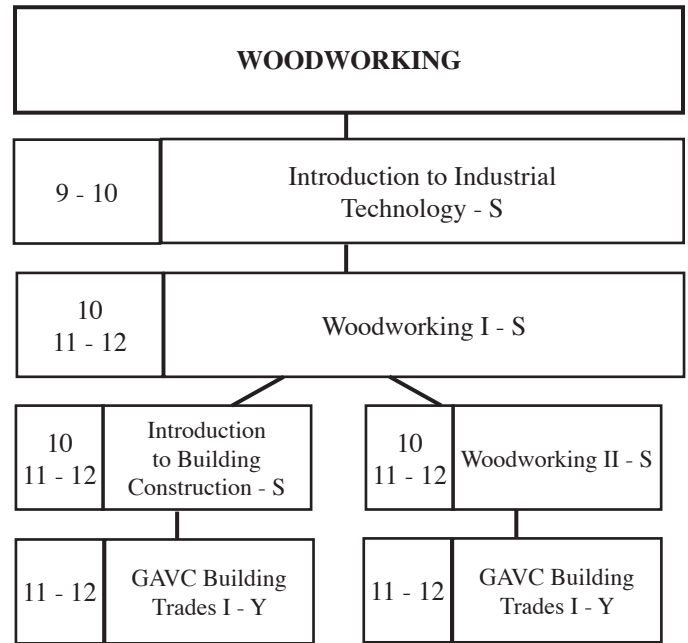 WOODWORKING
9 - 10
Introduction to Industrial
Technology - S
10
11 - 12
Woodworking I - S
10
11 - 12
Introduction
to Building
Construction - S
10
11 - 12
Woodworking II - S
11 - 12
GAVC Building
Trades I - Y
11 - 12
GAVC Building
Trades I - Y